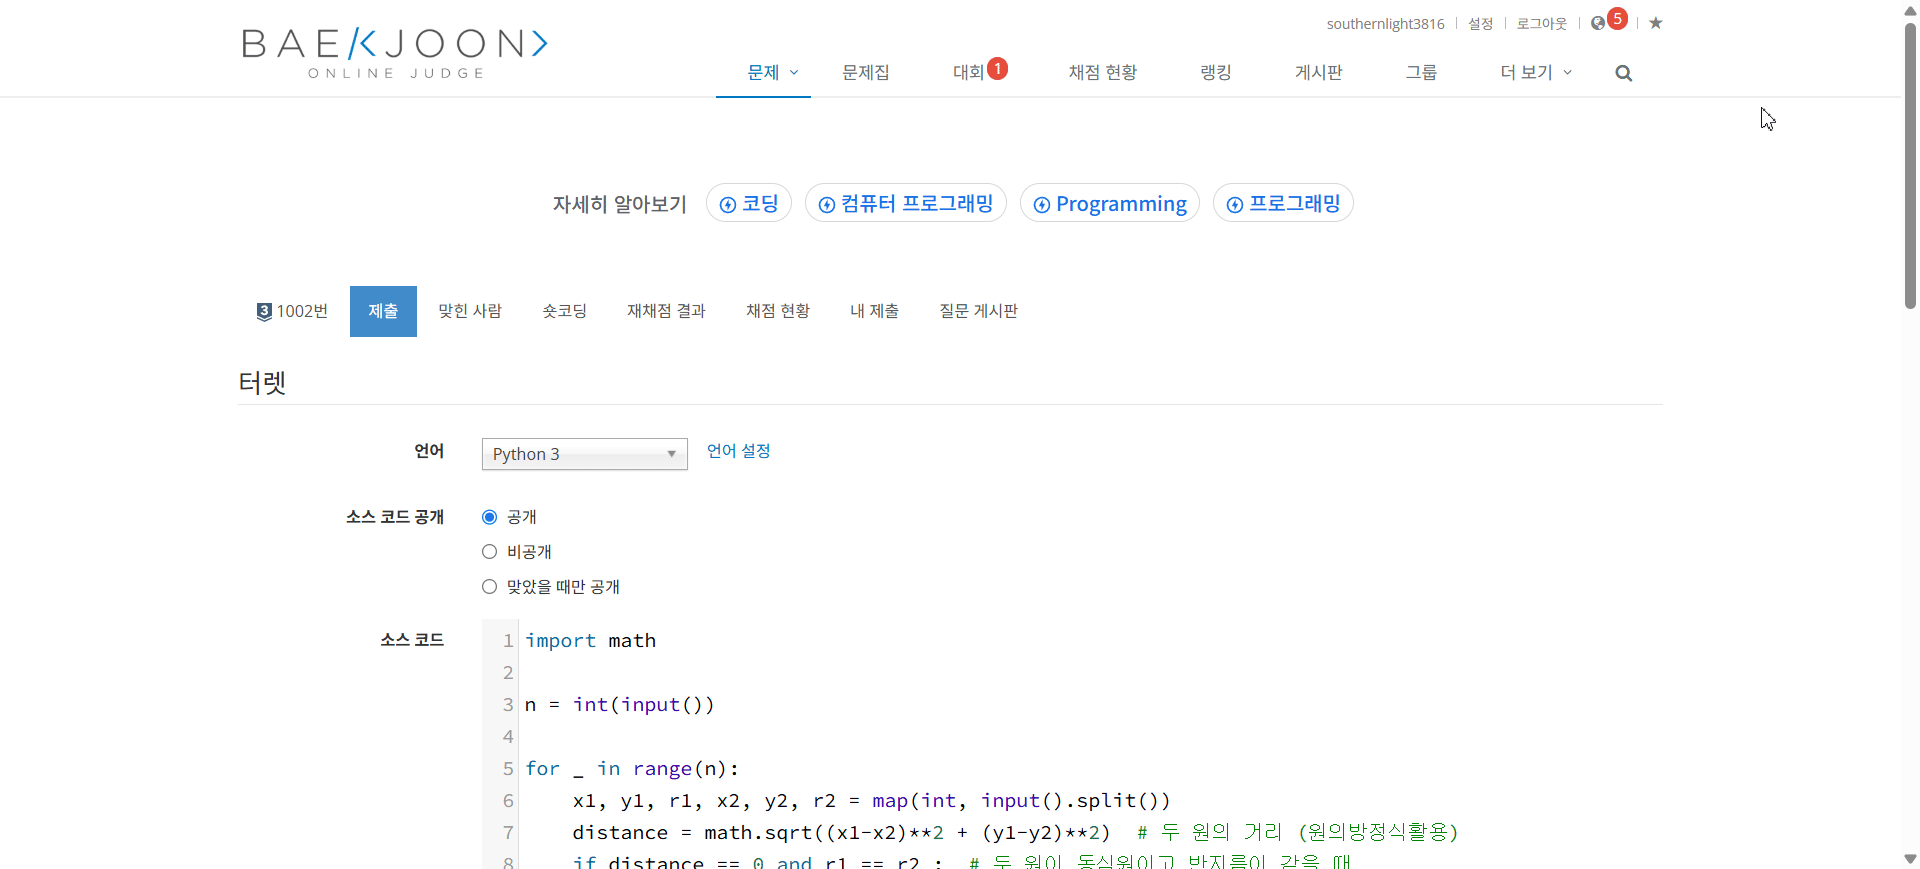 southernlight3816 설정 로그아웃 5
BAEKJOON>
ONLINE JUDGE
문제 문제집 대회 1 채점 현황 랭킹 게시판 그룹 더 보기
자세히 알아보기 코딩 컴퓨터 프로그래밍 Programming 프로그래밍
3 1002번 제출 맞힌 사람 숏코딩 재채점 결과 채점 현황 내 제출 질문 게시판
터렛
언어 Python 3 언어 설정
소스 코드 공개 공개
비공개
맞았을 때만 공개
소스 코드
1 import math
2
3 n = int(input())
4
5 for _ in range(n):
6 x1, y1, r1, x2, y2, r2 = map(int, input().split())
7 distance = math.sqrt((x1-x2)**2 + (y1-y2)**2) # 두 원의 거리 (원의방정식활용)
8 if distance == 0 and r1 == r2 : # 두 원이 동심원이고 반지름이 같을 때